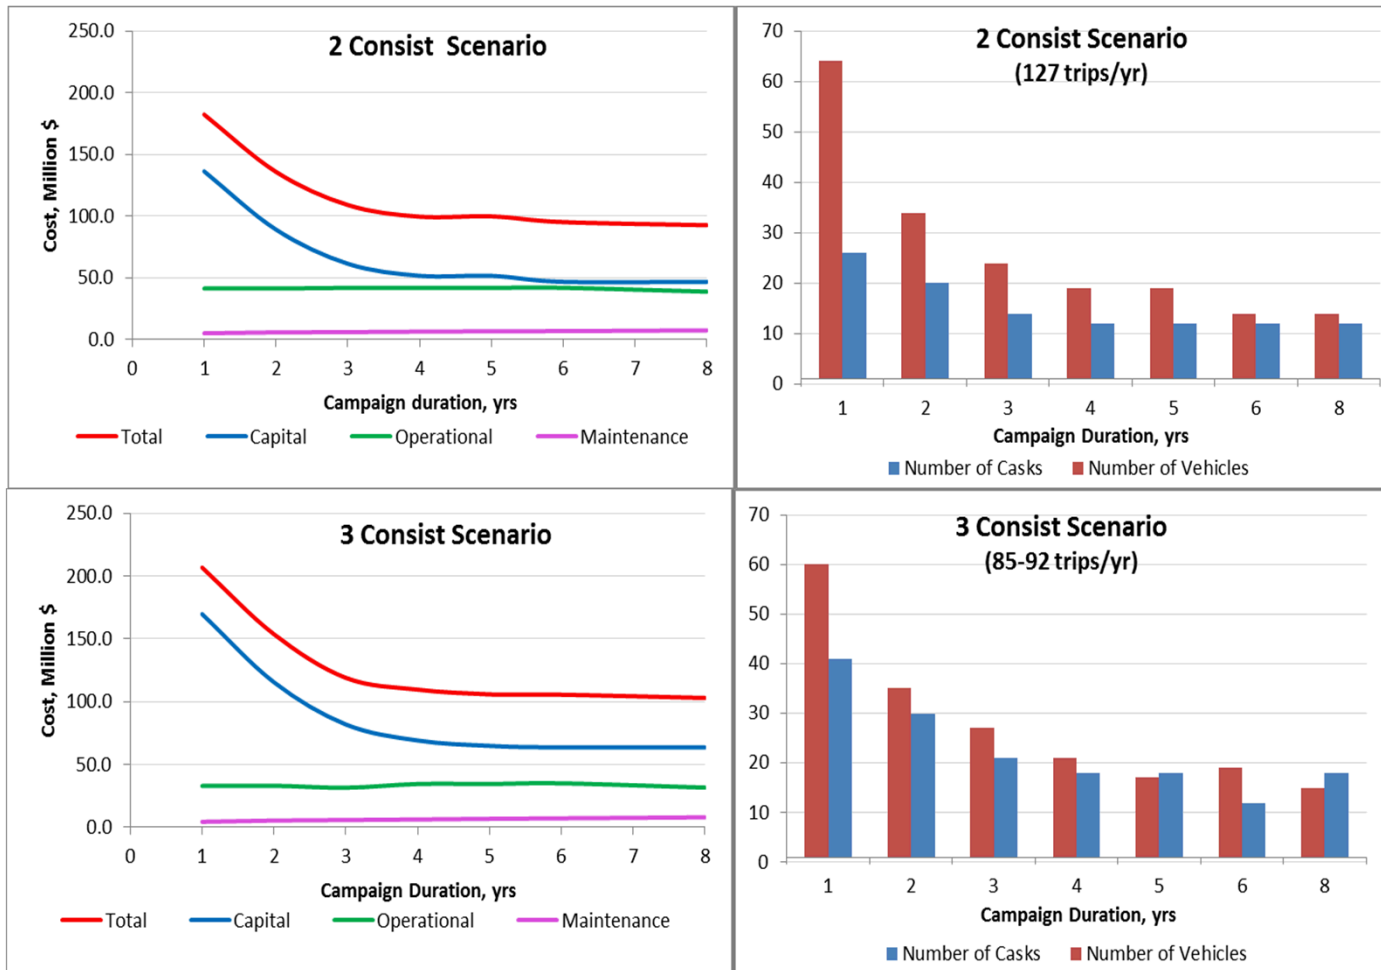 2 Consist Scenario
250.0
200.0
150.0
100.0
50.0
0.0
Cost, Million $
0 1 2 3 4 5 6 7 8
Campaign duration, yrs
Total Capital Operational Maintenance
2 Consist Scenario
(127 trips/yr)
70
60
50
40
30
20
10
0
1 2 3 4 5 6 8
Campaign Duration, yrs
Number of Casks Number of Vehicles
3 Consist Scenario
250.0
200.0
150.0
100.0
50.0
0.0
Cost, Million $
0 1 2 3 4 5 6 7 8
Campaign Duration, yrs
Total Capital Operational Maintenance
3 Consist Scenario
(85-92 trips/yr)
70
60
50
40
30
20
10
0
1 2 3 4 5 6 8
Campaign Duration, yrs
Number of Casks Number of Vehicles